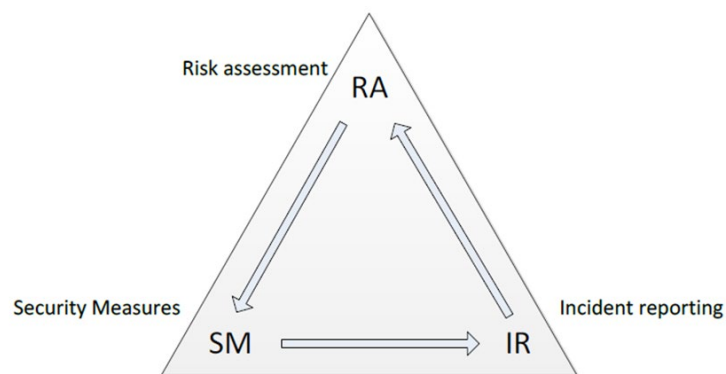 Risk assessment
RA
Security Measures
Incident reporting
SM
IR